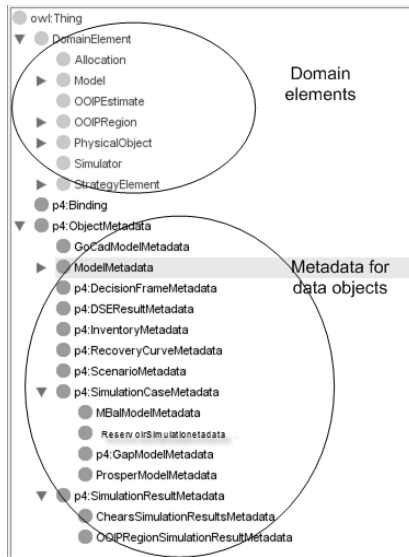 owl:Thing
DomainElement
Allocation
Model
OOIPEstimate
OOIPRegion
PhysicalObject
Simulator
StrategyElement
Domain
elements
p4:Binding
p4:ObjectMetadata
GoCadModelMetadata
ModelMetadata
Metadata for
data objects
p4:DecisionFrameMetadata
p4:DSEResultMetadata
p4:InventoryMetadata
p4:RecoveryCurveMetadata
p4:ScenarioMetadata
p4:SimulationCaseMetadata
MBalModelMetadata
ReservoirSimulationetadata
p4:GapModelMetadata
ProsperModelMetadata
p4:SimulationResultMetadata
ChearsSimulationResultsMetadata
OOIPRegionSimulationResultMetadata